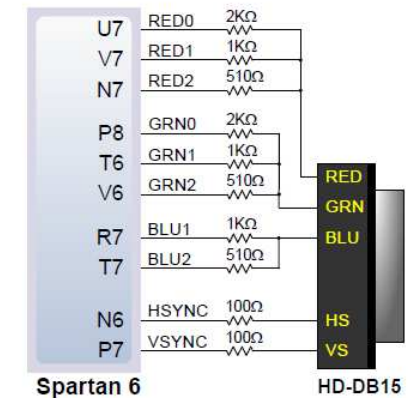 U7 RED0 2KΩ
V7 RED1 1KΩ
N7 RED2 510Ω
P8 GRN0 2KΩ
T6 GRN1 1KΩ
V6 GRN2 510Ω
R7 BLU1 1KΩ
T7 BLU2 510Ω
N6 HSYNC 100Ω
P7 VSYNC 100Ω
RED
GRN
BLU
HS
VS
Spartan 6
HD-DB15